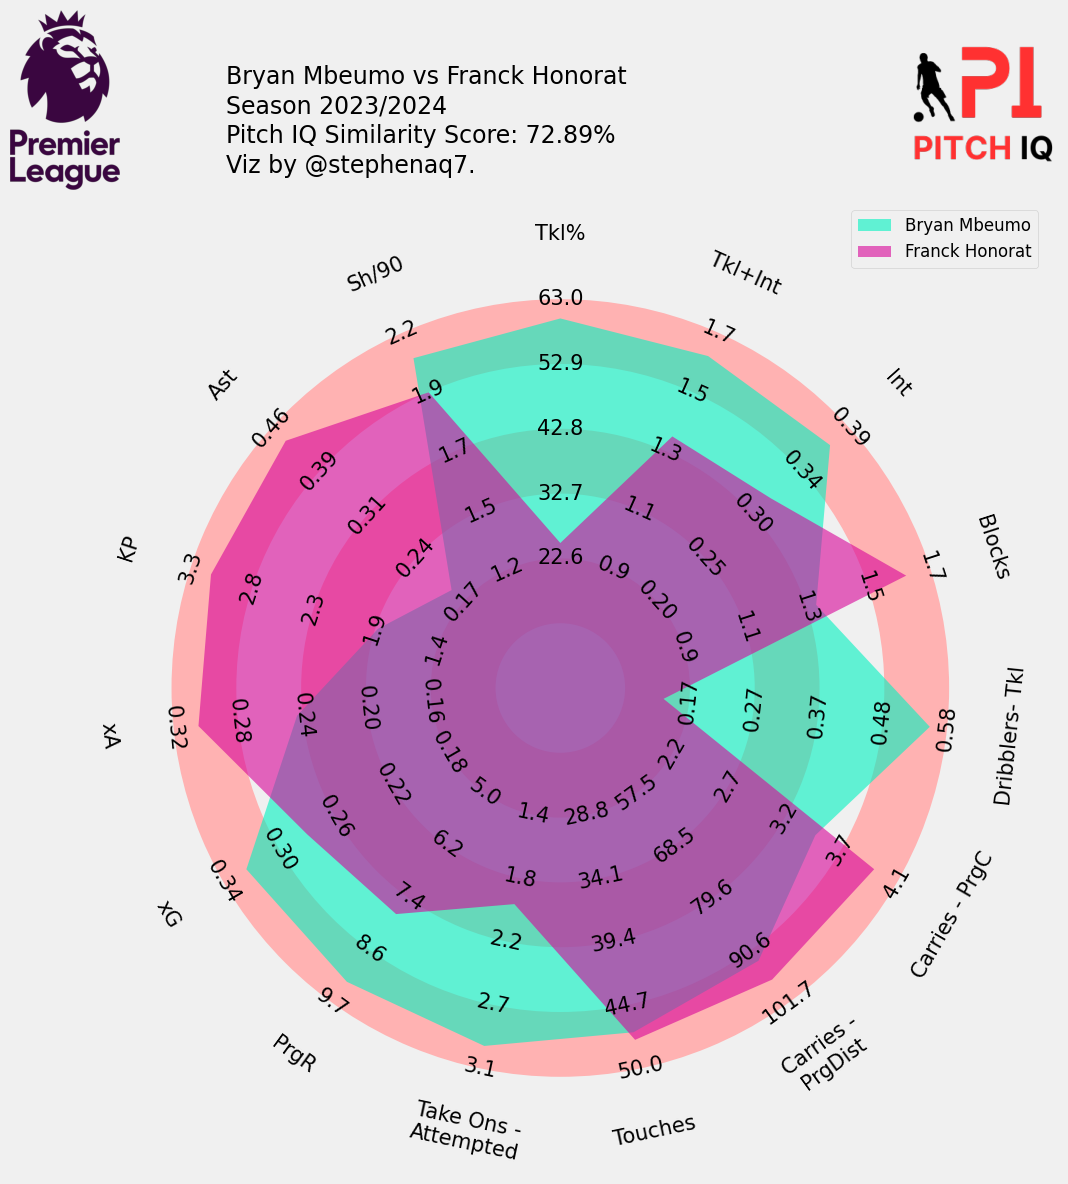 Bryan Mbeumo vs Franck Honorat
Season 2023/2024
Pitch IQ Similarity Score: 72.89%
Viz by @stephenaq7.
Premier
League
PI
PITCH IQ
Bryan Mbeumo
Franck Honorat
Tkl%
63.0
52.9
42.8
32.7
22.6
Tkl+Int
1.7
1.5
1.3
1.1
0.9
Int
0.39
0.34
0.30
0.25
0.20
Blocks
1.7
1.5
1.3
1.1
0.9
Dribblers- Tkl
0.58
0.48
0.37
0.27
0.17
Carries - PrgC
4.1
3.7
3.2
2.7
2.2
Carries -
PrgDist
101.7
90.6
79.6
68.5
57.5
Touches
50.0
44.7
39.4
34.1
28.8
Take Ons -
Attempted
3.1
2.7
2.2
1.8
1.4
PrgR
9.7
8.6
7.4
6.2
5.0
xG
0.34
0.30
0.26
0.22
0.18
xA
0.32
0.28
0.24
0.20
0.16
KP
3.3
2.8
2.3
1.9
1.4
Ast
0.46
0.39
0.31
0.24
0.17
Sh/90
2.2
1.9
1.7
1.5
1.2